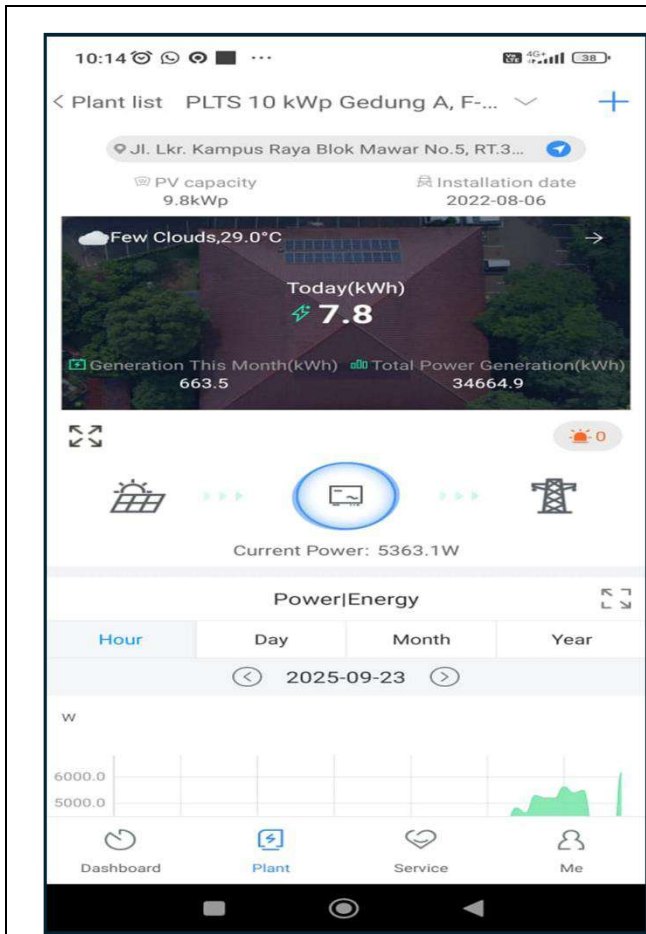 10:14 ... 4G+ 38
Plant list PLTS 10 kWp Gedung A, F-...
Jl. Lkr. Kampus Raya Blok Mawar No.5, RT.3...
PV capacity Installation date
9.8kWp 2022-08-06
Few Clouds,29.0°C
Today(kWh)
7.8
Generation This Month(kWh) Total Power Generation(kWh)
663.5 34664.9
0
Current Power: 5363.1W
Power|Energy
Hour Day Month Year
2025-09-23
W
6000.0
5000.0
Dashboard Plant Service Me